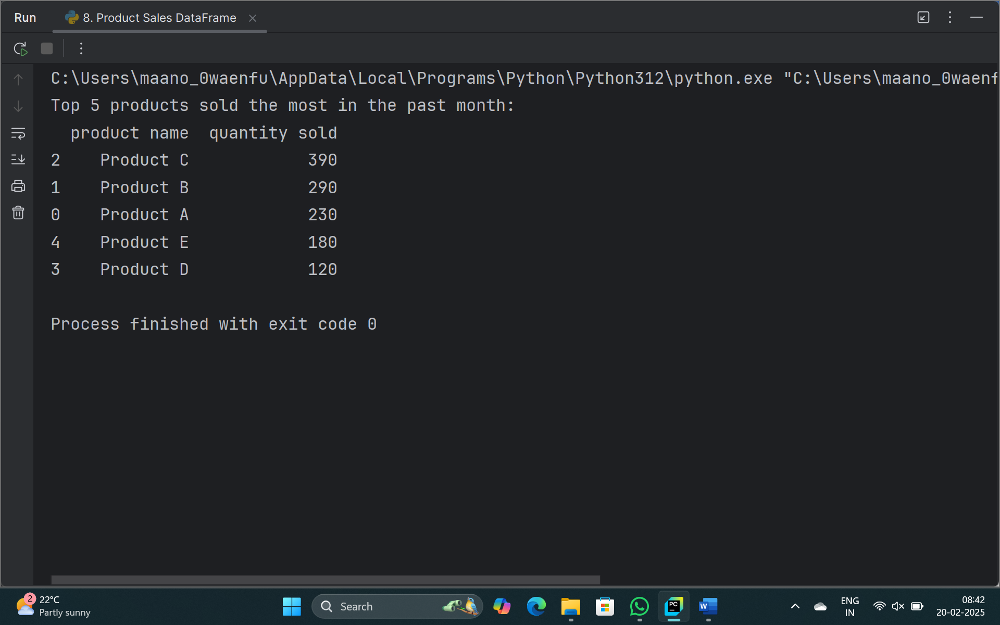 Run 8. Product Sales DataFrame
C:\Users\maano_0waenfu\AppData\Local\Programs\Python\Python312\python.exe "C:\Users\maano_0waenf
Top 5 products sold the most in the past month:
product name quantity sold
2 Product C 390
1 Product B 290
0 Product A 230
4 Product E 180
3 Product D 120
Process finished with exit code 0
2 22°C
Partly sunny
Search
PC
W
ENG
IN
08:42
20-02-2025